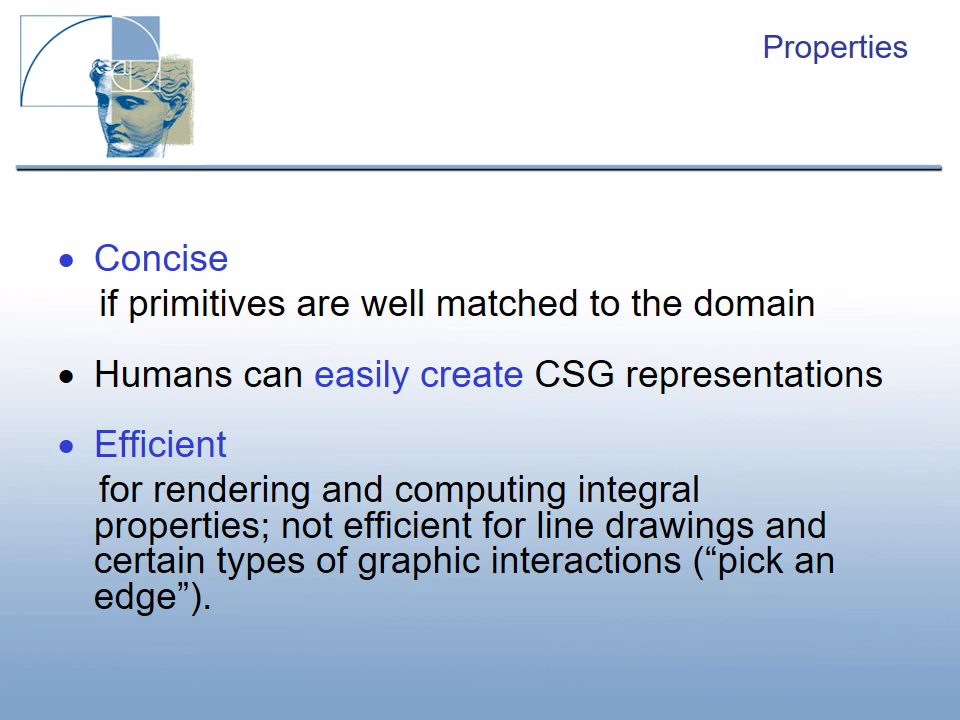 Properties
• Concise
if primitives are well matched to the domain
• Humans can easily create CSG representations
• Efficient
for rendering and computing integral
properties; not efficient for line drawings and
certain types of graphic interactions (“pick an
edge”).